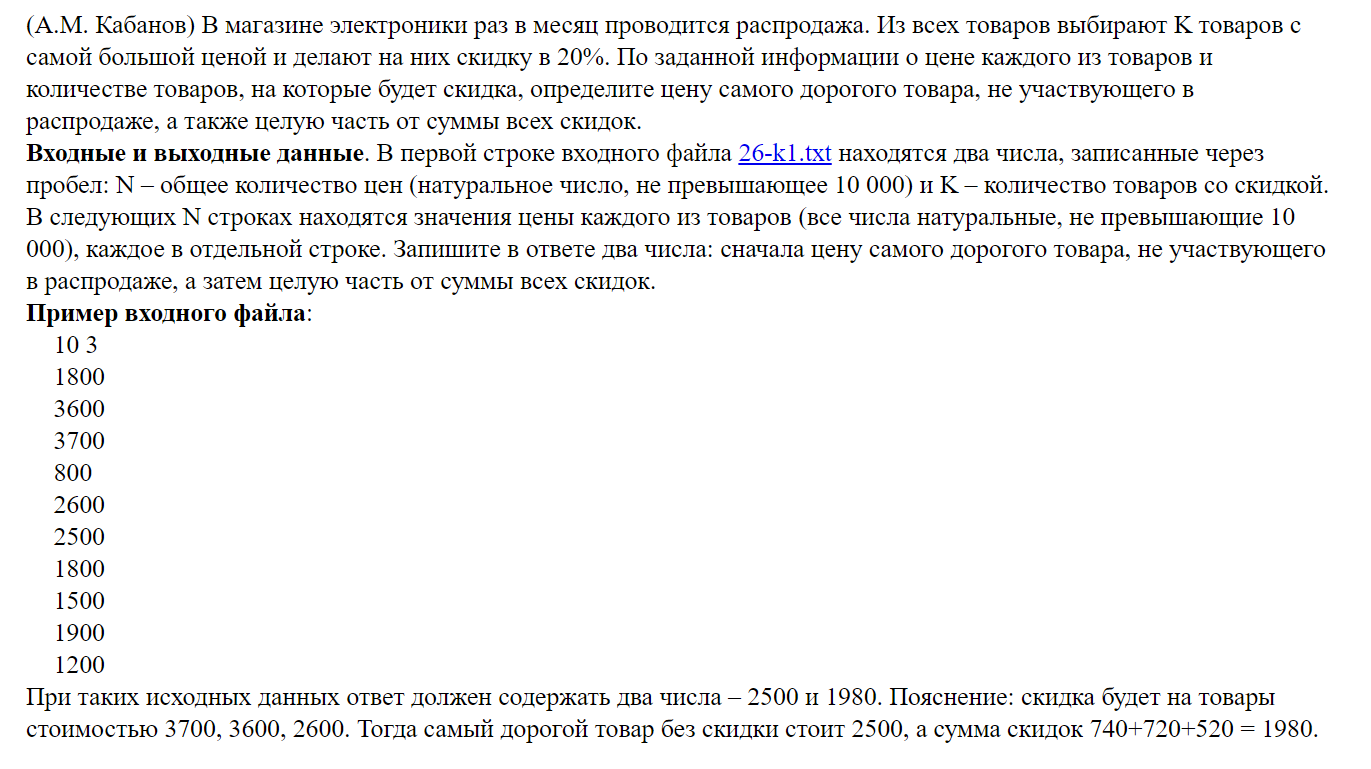 (А.М. Кабанов) В магазине электроники раз в месяц проводится распродажа. Из всех товаров выбирают K товаров с
самой большой ценой и делают на них скидку в 20%. По заданной информации о цене каждого из товаров и
количестве товаров, на которые будет скидка, определите цену самого дорогого товара, не участвующего в
распродаже, а также целую часть от суммы всех скидок.
Входные и выходные данные. В первой строке входного файла 26-k1.txt находятся два числа, записанные через
пробел: N – общее количество цен (натуральное число, не превышающее 10 000) и K – количество товаров со скидкой.
В следующих N строках находятся значения цены каждого из товаров (все числа натуральные, не превышающие 10
000), каждое в отдельной строке. Запишите в ответе два числа: сначала цену самого дорогого товара, не участвующего
в распродаже, а затем целую часть от суммы всех скидок.
Пример входного файла:
10 3
1800
3600
3700
800
2600
2500
1800
1500
1900
1200
При таких исходных данных ответ должен содержать два числа – 2500 и 1980. Пояснение: скидка будет на товары
стоимостью 3700, 3600, 2600. Тогда самый дорогой товар без скидки стоит 2500, а сумма скидок 740+720+520 = 1980.